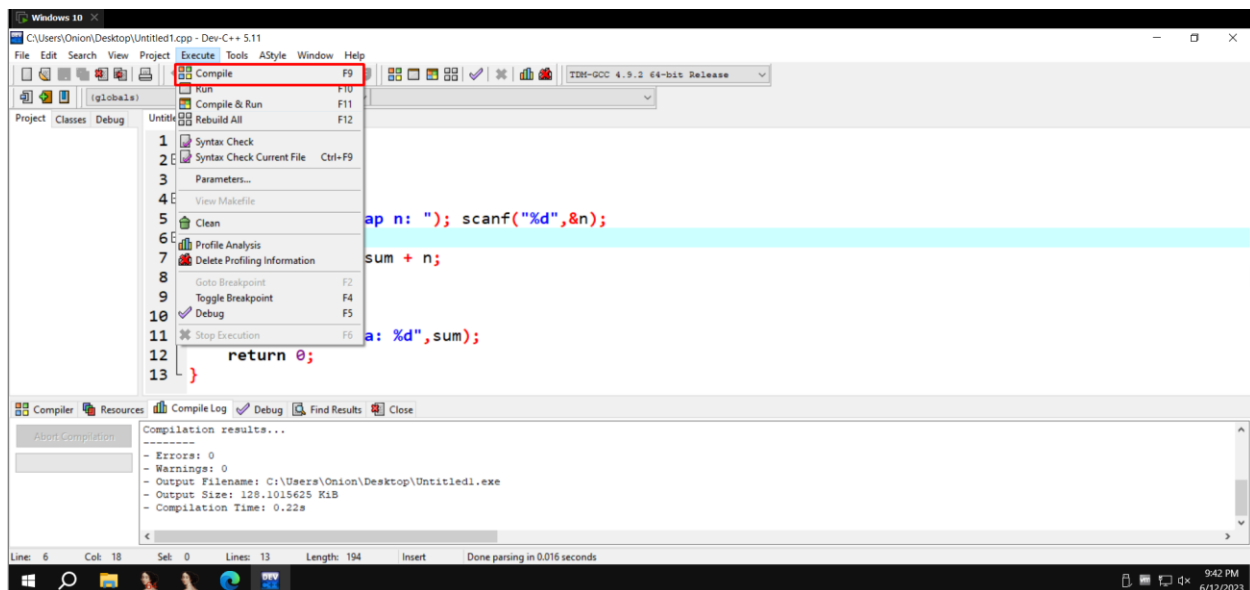 Windows 10
C:\Users\Onion\Desktop\Untitled1.cpp - Dev-C++ 5.11
File Edit Search View Project Execute Tools AStyle Window Help
TDM-GCC 4.9.2 64-bit Release
(globals)
Project Classes Debug
Compile F9
Run F10
Compile & Run F11
Rebuild All F12
Syntax Check
Syntax Check Current File Ctrl+F9
Parameters...
View Makefile
Clean
Profile Analysis
Delete Profiling Information
Goto Breakpoint F2
Toggle Breakpoint F4
Debug F5
Stop Execution F6
1
2
3
4
5 ap n: "); scanf("%d",&n);
6
7 sum + n;
8
9
10
11 a: %d",sum);
12 return 0;
13 }
Compiler Resources Compile Log Debug Find Results Close
Abort Compilation
Compilation results...
--------
- Errors: 0
- Warnings: 0
- Output Filename: C:\Users\Onion\Desktop\Untitled1.exe
- Output Size: 128.1015625 KiB
- Compilation Time: 0.22s
Line: 6 Col: 18 Sel: 0 Lines: 13 Length: 194 Insert Done parsing in 0.016 seconds
DEV
9:42 PM
6/12/2023